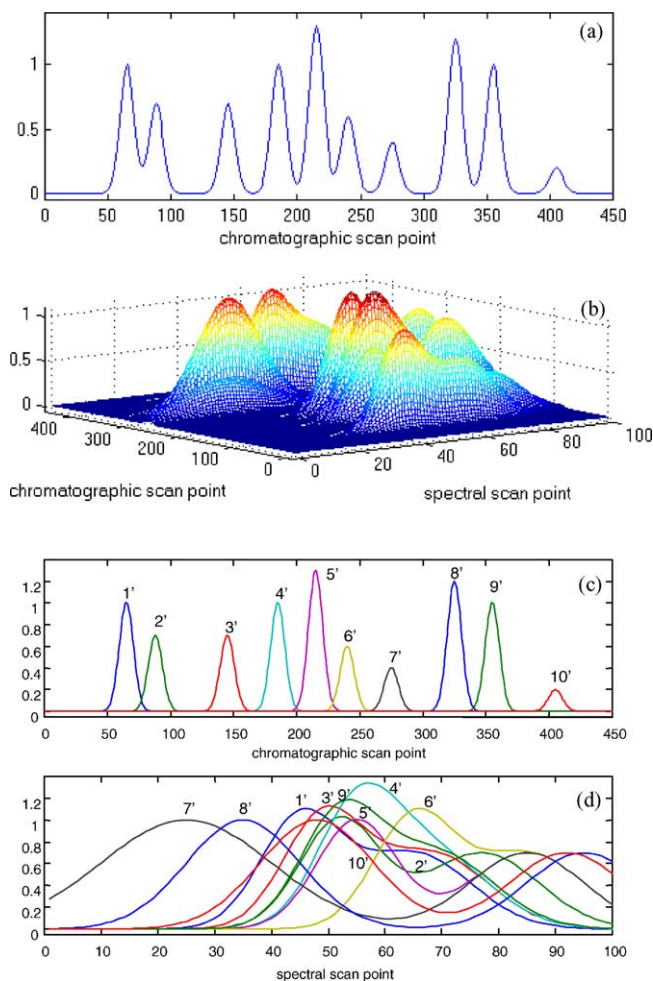 (a)
1
0.5
0
0 50 100 150 200 250 300 350 400 450
chromatographic scan point
(b)
1
0.5
0
400 300 200 100 0
0 20 40 60 80 100
chromatographic scan point
spectral scan point
(c)
1' 2' 3' 4' 5' 6' 7' 8' 9' 10'
1.2
1
0.8
0.6
0.4
0.2
0
0 50 100 150 200 250 300 350 400 450
chromatographic scan point
(d)
7' 8' 1' 3' 9' 4' 6'
5'
10' 2'
1.2
1
0.8
0.6
0.4
0.2
0
0 10 20 30 40 50 60 70 80 90 100
spectral scan point